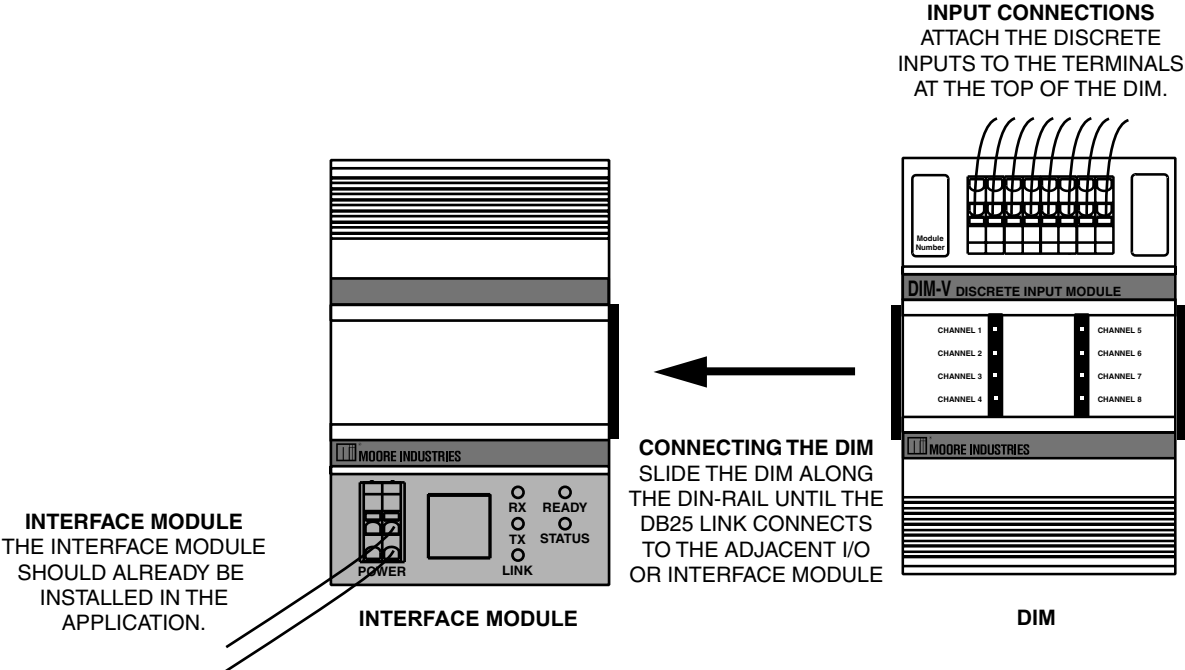 INPUT CONNECTIONS
ATTACH THE DISCRETE
INPUTS TO THE TERMINALS
AT THE TOP OF THE DIM.
Module
Number
DIM-V DISCRETE INPUT MODULE
CHANNEL 1
CHANNEL 2
CHANNEL 3
CHANNEL 4
CHANNEL 5
CHANNEL 6
CHANNEL 7
CHANNEL 8
MOORE INDUSTRIES
DIM
CONNECTING THE DIM
SLIDE THE DIM ALONG
THE DIN-RAIL UNTIL THE
DB25 LINK CONNECTS
TO THE ADJACENT I/O
OR INTERFACE MODULE
MOORE INDUSTRIES
RX
READY
TX
STATUS
LINK
POWER
INTERFACE MODULE
INTERFACE MODULE
THE INTERFACE MODULE
SHOULD ALREADY BE
INSTALLED IN THE
APPLICATION.